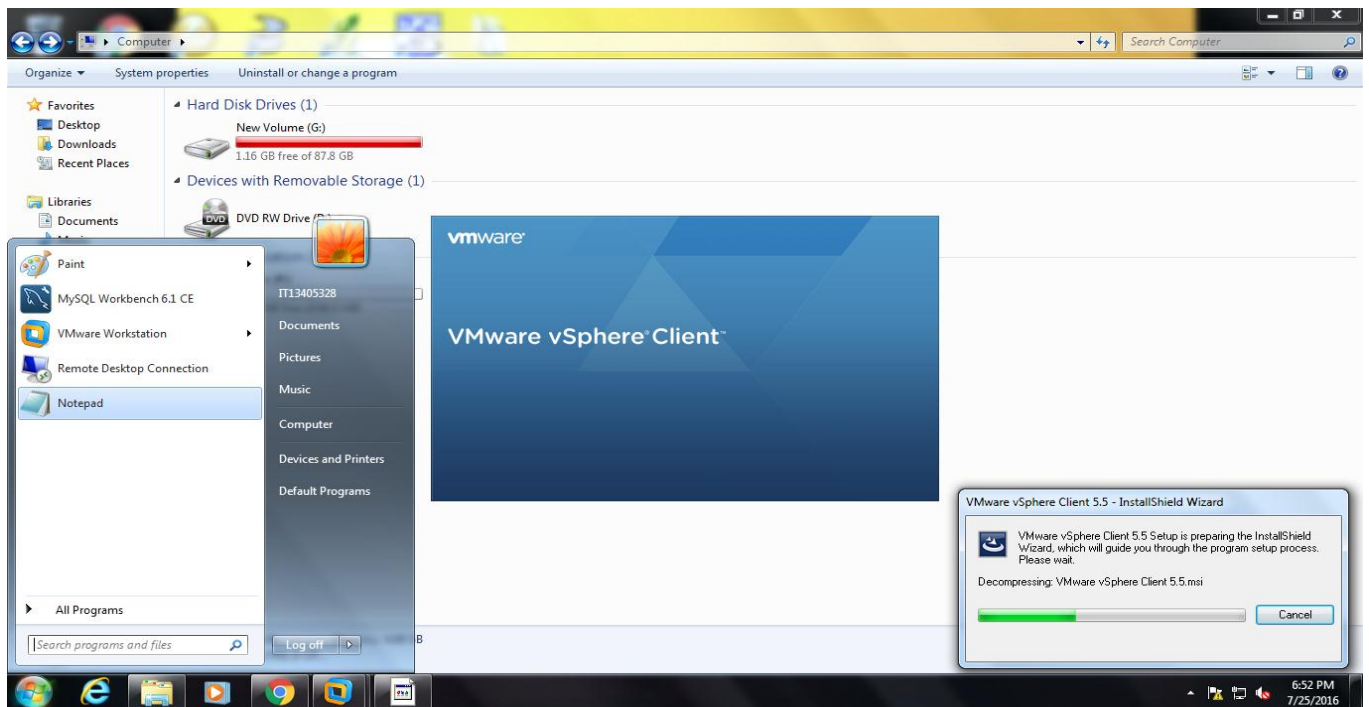 Computer
Search Computer
Organize
System properties
Uninstall or change a program
Favorites
Desktop
Downloads
Recent Places
Libraries
Documents
Hard Disk Drives (1)
New Volume (G:)
1.16 GB free of 87.8 GB
Devices with Removable Storage (1)
DVD RW Drive
Paint
MySQL Workbench 6.1 CE
VMware Workstation
Remote Desktop Connection
Notepad
All Programs
Search programs and files
IT13405328
Documents
Pictures
Music
Computer
Devices and Printers
Default Programs
Log off
vmware
VMware vSphere® Client™
VMware vSphere Client 5.5 - InstallShield Wizard
VMware vSphere Client 5.5 Setup is preparing the InstallShield
Wizard, which will guide you through the program setup process.
Please wait.
Decompressing: VMware vSphere Client 5.5.msi
Cancel
6:52 PM
7/25/2016